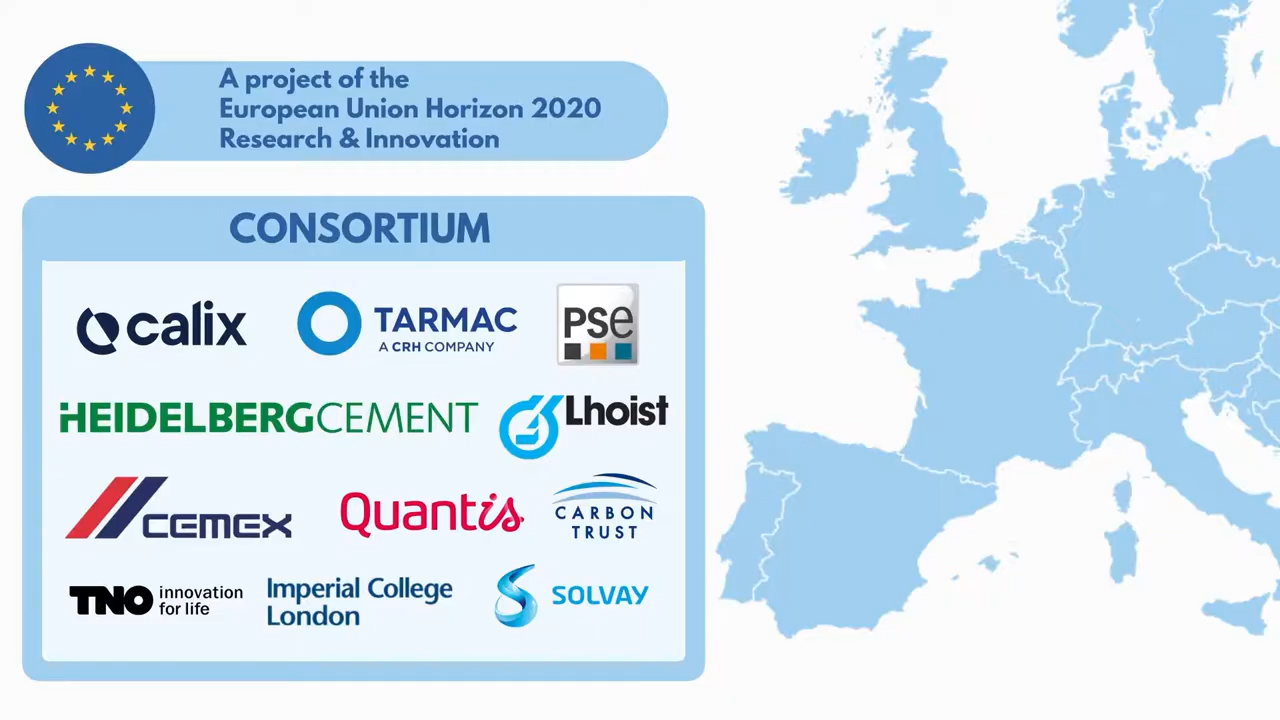 A project of the
European Union Horizon 2020
Research & Innovation
CONSORTIUM
calix
TARMAC
A CRH COMPANY
PSe
HEIDELBERGCEMENT
Lhoist
CEMEX
Quantis
CARBON
TRUST
TNO innovation
for life
Imperial College
London
SOLVAY